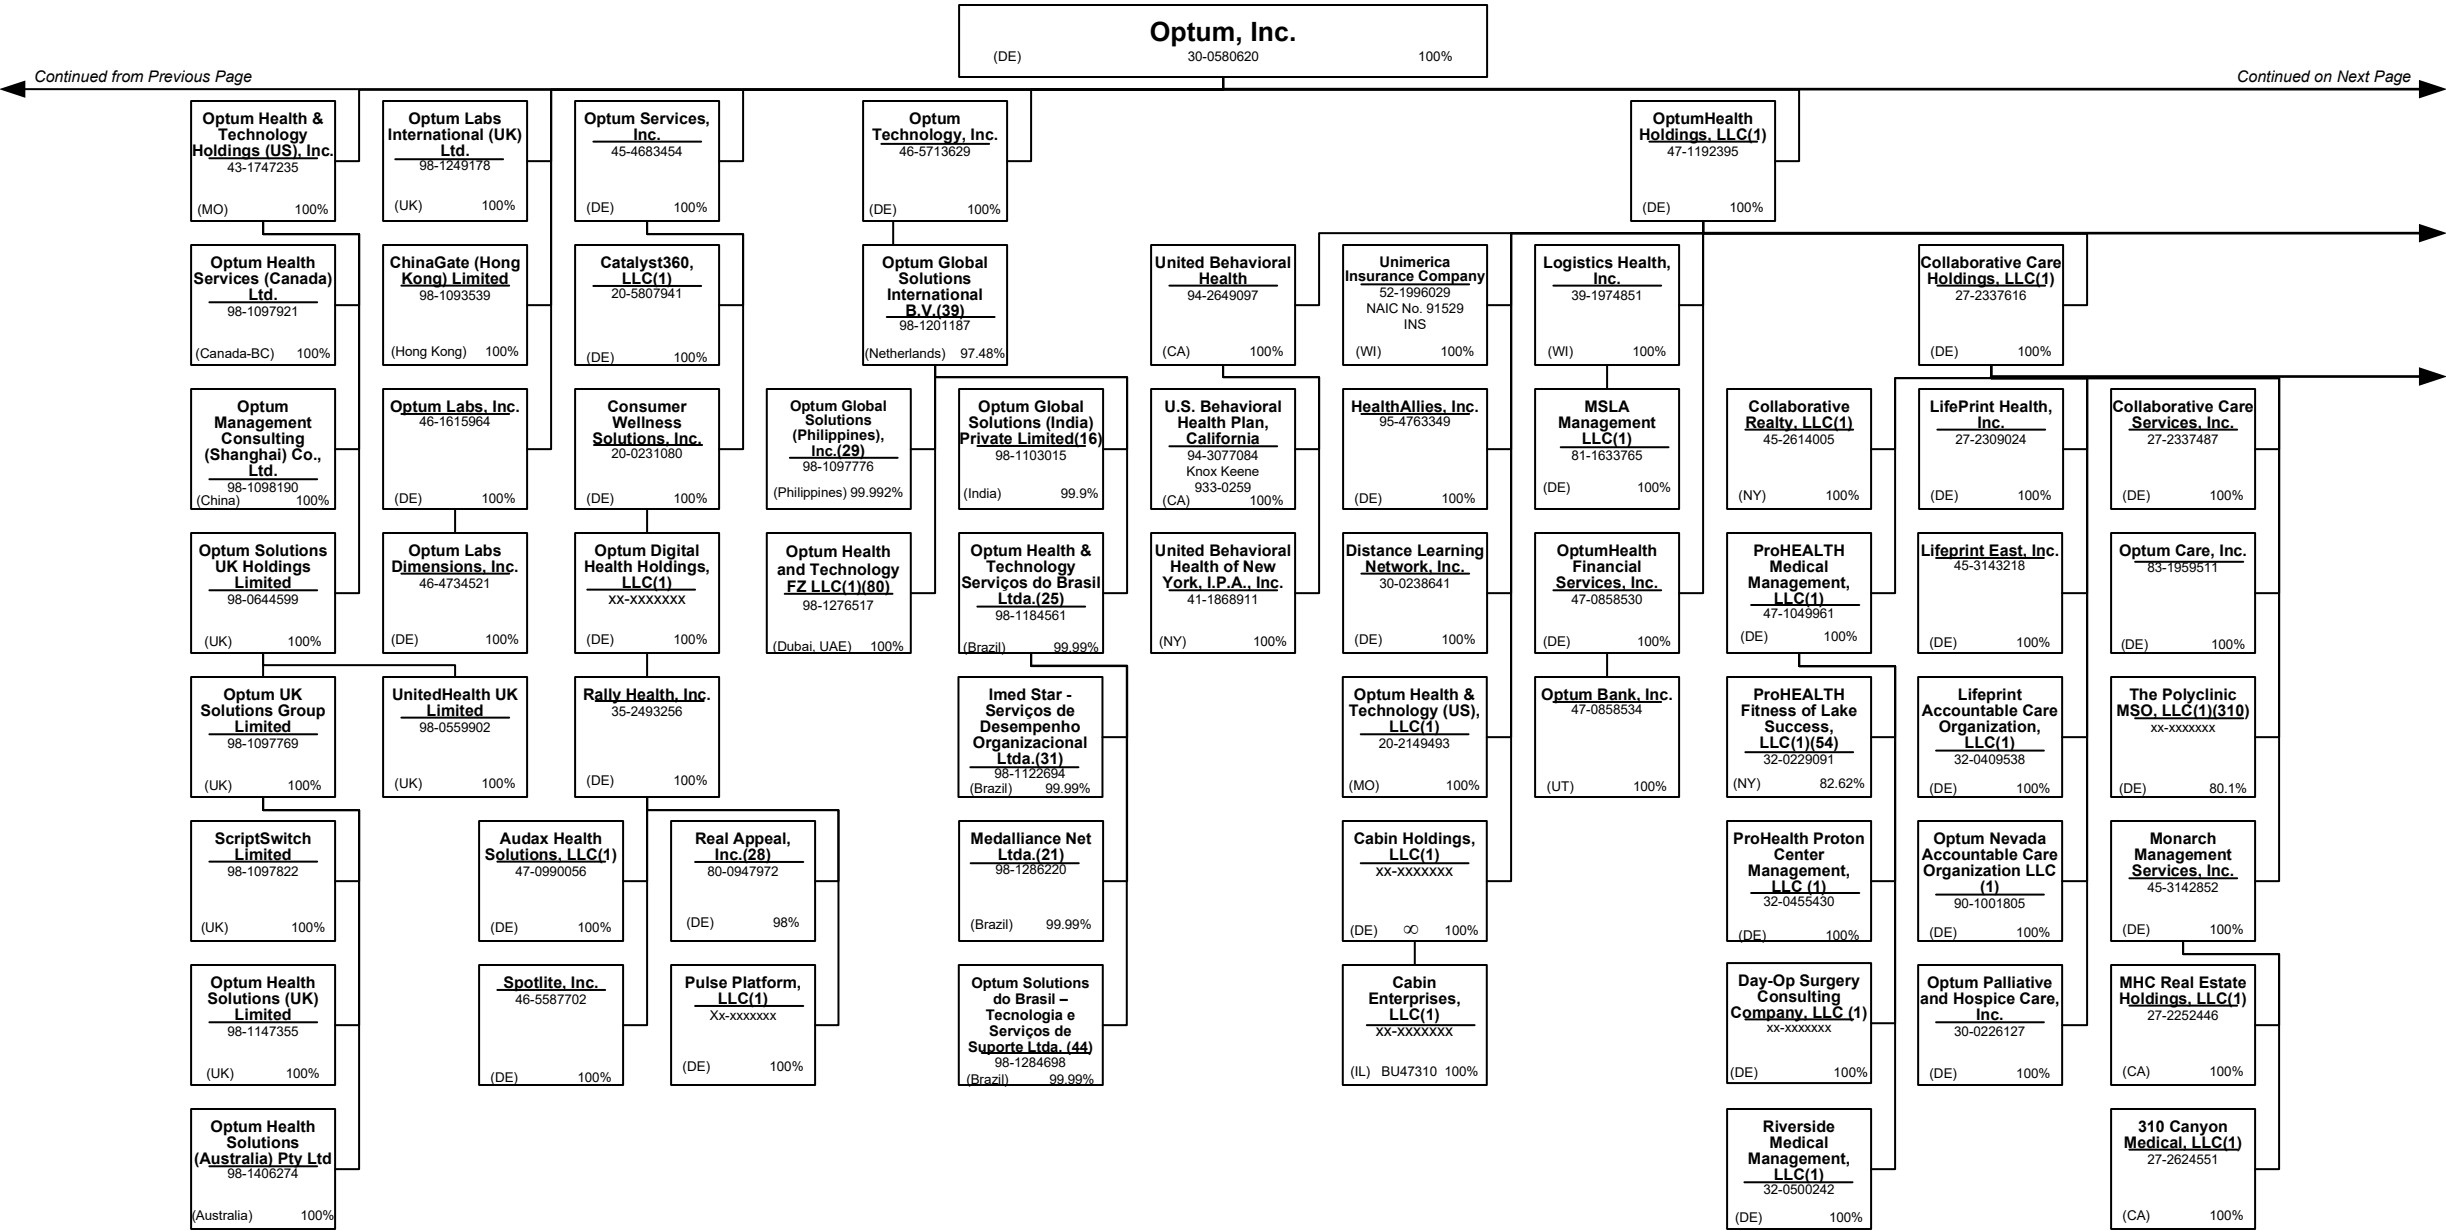 Optum, Inc.
(DE) 30-0580620 100%
Continued from Previous Page
Continued on Next Page
Optum Health &
Technology
Holdings (US), Inc.
43-1747235
(MO) 100%
Optum Labs
International (UK)
Ltd.
98-1249178
(UK) 100%
Optum Services,
Inc.
45-4683454
(DE) 100%
Optum
Technology, Inc.
46-5713629
(DE) 100%
OptumHealth
Holdings, LLC(1)
47-1192395
(DE) 100%
Optum Health
Services (Canada)
Ltd.
98-1097921
(Canada-BC) 100%
ChinaGate (Hong
Kong) Limited
98-1093539
(Hong Kong) 100%
Catalyst360,
LLC(1)
20-5807941
(DE) 100%
Optum Global
Solutions
International
B.V.(39)
98-1201187
(Netherlands) 97.48%
United Behavioral
Health
94-2649097
(CA) 100%
Unimerica
Insurance Company
52-1996029
NAIC No. 91529
INS
(WI) 100%
Logistics Health,
Inc.
39-1974851
(WI) 100%
Collaborative Care
Holdings, LLC(1)
27-2337616
(DE) 100%
Optum
Management
Consulting
(Shanghai) Co.,
Ltd.
98-1098190
(China) 100%
Optum Labs, Inc.
46-1615964
(DE) 100%
Consumer
Wellness
Solutions, Inc.
20-0231080
(DE) 100%
Optum Global
Solutions
(Philippines),
Inc.(29)
98-1097776
(Philippines) 99.992%
Optum Global
Solutions (India)
Private Limited(16)
98-1103015
(India) 99.9%
U.S. Behavioral
Health Plan,
California
94-3077084
Knox Keene
933-0259
(CA) 100%
HealthAllies, Inc.
95-4763349
(DE) 100%
MSLA
Management
LLC(1)
81-1633765
(DE) 100%
Collaborative
Realty, LLC(1)
45-2614005
(NY) 100%
LifePrint Health,
Inc.
27-2309024
(DE) 100%
Collaborative Care
Services, Inc.
27-2337487
(DE) 100%
Optum Solutions
UK Holdings
Limited
98-0644599
(UK) 100%
Optum Labs
Dimensions, Inc.
46-4734521
(DE) 100%
Optum Digital
Health Holdings,
LLC(1)
xx-xxxxxxx
(DE) 100%
Optum Health
and Technology
FZ LLC(1)(80)
98-1276517
(Dubai, UAE) 100%
Optum Health &
Technology
Serviços do Brasil
Ltda.(25)
98-1184561
(Brazil) 99.99%
United Behavioral
Health of New
York, I.P.A., Inc.
41-1868911
(NY) 100%
Distance Learning
Network, Inc.
30-0238641
(DE) 100%
OptumHealth
Financial
Services, Inc.
47-0858530
(DE) 100%
ProHEALTH
Medical
Management,
LLC(1)
47-1049961
(DE) 100%
Lifeprint East, Inc.
45-3143218
(DE) 100%
Optum Care, Inc.
83-1959511
(DE) 100%
Optum UK
Solutions Group
Limited
98-1097769
(UK) 100%
UnitedHealth UK
Limited
98-0559902
(UK) 100%
Rally Health, Inc.
35-2493256
(DE) 100%
Imed Star -
Serviços de
Desempenho
Organizacional
Ltda.(31)
98-1122694
(Brazil) 99.99%
Optum Health &
Technology (US),
LLC(1)
20-2149493
(MO) 100%
Optum Bank, Inc.
47-0858534
(UT) 100%
ProHEALTH
Fitness of Lake
Success,
LLC(1)(54)
32-0229091
(NY) 82.62%
Lifeprint
Accountable Care
Organization,
LLC(1)
32-0409538
(DE) 100%
The Polyclinic
MSO, LLC(1)(310)
xx-xxxxxxx
(DE) 80.1%
ScriptSwitch
Limited
98-1097822
(UK) 100%
Audax Health
Solutions, LLC(1)
47-0990056
(DE) 100%
Real Appeal,
Inc.(28)
80-0947972
(DE) 98%
Medalliance Net
Ltda.(21)
98-1286220
(Brazil) 99.99%
Cabin Holdings,
LLC(1)
xx-xxxxxxx
(DE) ∞ 100%
ProHealth Proton
Center
Management,
LLC (1)
32-0455430
(DE) 100%
Optum Nevada
Accountable Care
Organization LLC
(1)
90-1001805
(DE) 100%
Monarch
Management
Services, Inc.
45-3142852
(DE) 100%
Optum Health
Solutions (UK)
Limited
98-1147355
(UK) 100%
Spotlite, Inc.
46-5587702
(DE) 100%
Pulse Platform,
LLC(1)
Xx-xxxxxxx
(DE) 100%
Optum Solutions
do Brasil –
Tecnologia e
Serviços de
Suporte Ltda. (44)
98-1284698
(Brazil) 99.99%
Cabin
Enterprises,
LLC(1)
xx-xxxxxxx
(IL) BU47310 100%
Day-Op Surgery
Consulting
Company, LLC (1)
xx-xxxxxxx
(DE) 100%
Optum Palliative
and Hospice Care,
Inc.
30-0226127
(DE) 100%
MHC Real Estate
Holdings, LLC(1)
27-2252446
(CA) 100%
Optum Health
Solutions
(Australia) Pty Ltd
98-1406274
(Australia) 100%
Riverside
Medical
Management,
LLC(1)
32-0500242
(DE) 100%
310 Canyon
Medical, LLC(1)
27-2624551
(CA) 100%